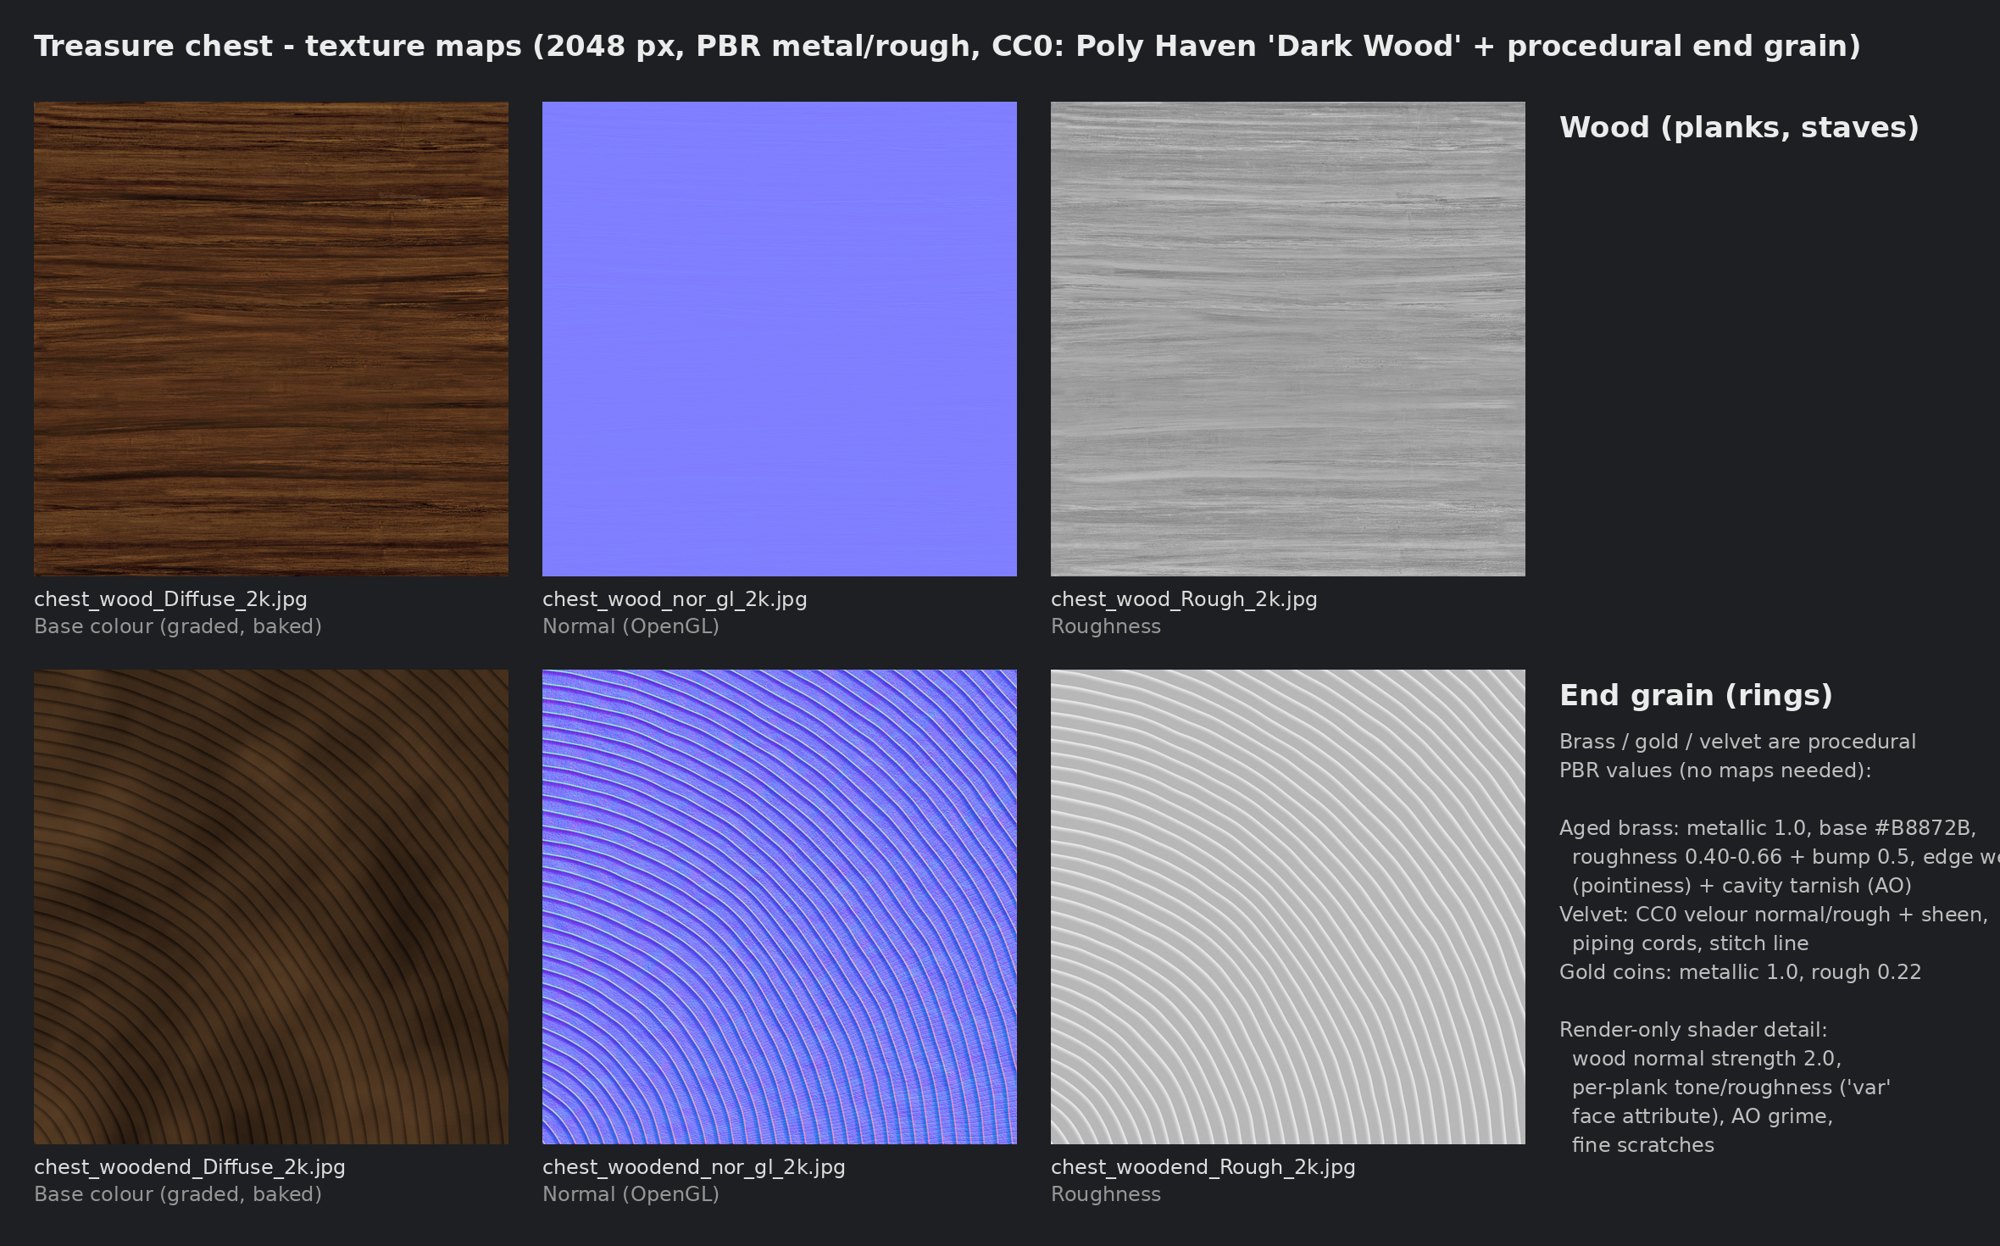 Treasure chest - texture maps (2048 px, PBR metal/rough, CC0: Poly Haven 'Dark Wood' + procedural end grain)
Wood (planks, staves)
chest_wood_Diffuse_2k.jpg
Base colour (graded, baked)
chest_wood_nor_gl_2k.jpg
Normal (OpenGL)
chest_wood_Rough_2k.jpg
Roughness
End grain (rings)
Brass / gold / velvet are procedural
PBR values (no maps needed):
Aged brass: metallic 1.0, base #B8872B,
roughness 0.40-0.66 + bump 0.5, edge we
(pointiness) + cavity tarnish (AO)
Velvet: CC0 velour normal/rough + sheen,
piping cords, stitch line
Gold coins: metallic 1.0, rough 0.22
Render-only shader detail:
wood normal strength 2.0,
per-plank tone/roughness ('var'
face attribute), AO grime,
fine scratches
chest_woodend_Diffuse_2k.jpg
Base colour (graded, baked)
chest_woodend_nor_gl_2k.jpg
Normal (OpenGL)
chest_woodend_Rough_2k.jpg
Roughness